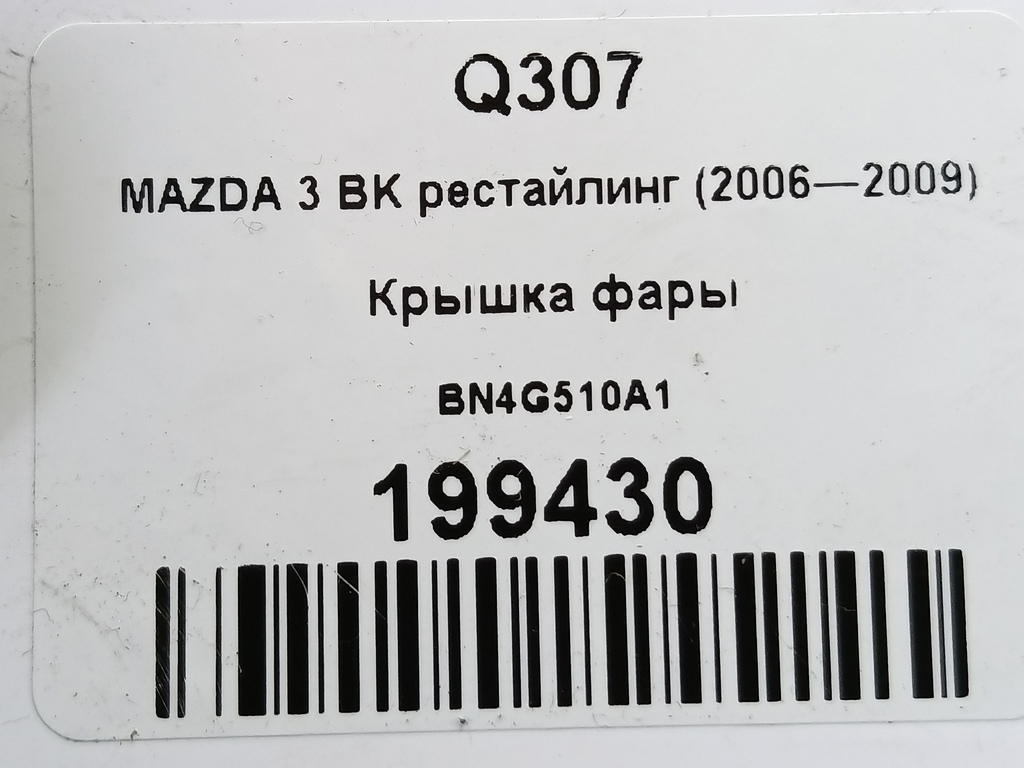 Q307
MAZDA 3 BK рестайлинг (2006—2009)
Крышка фары
BN4G510A1
199430